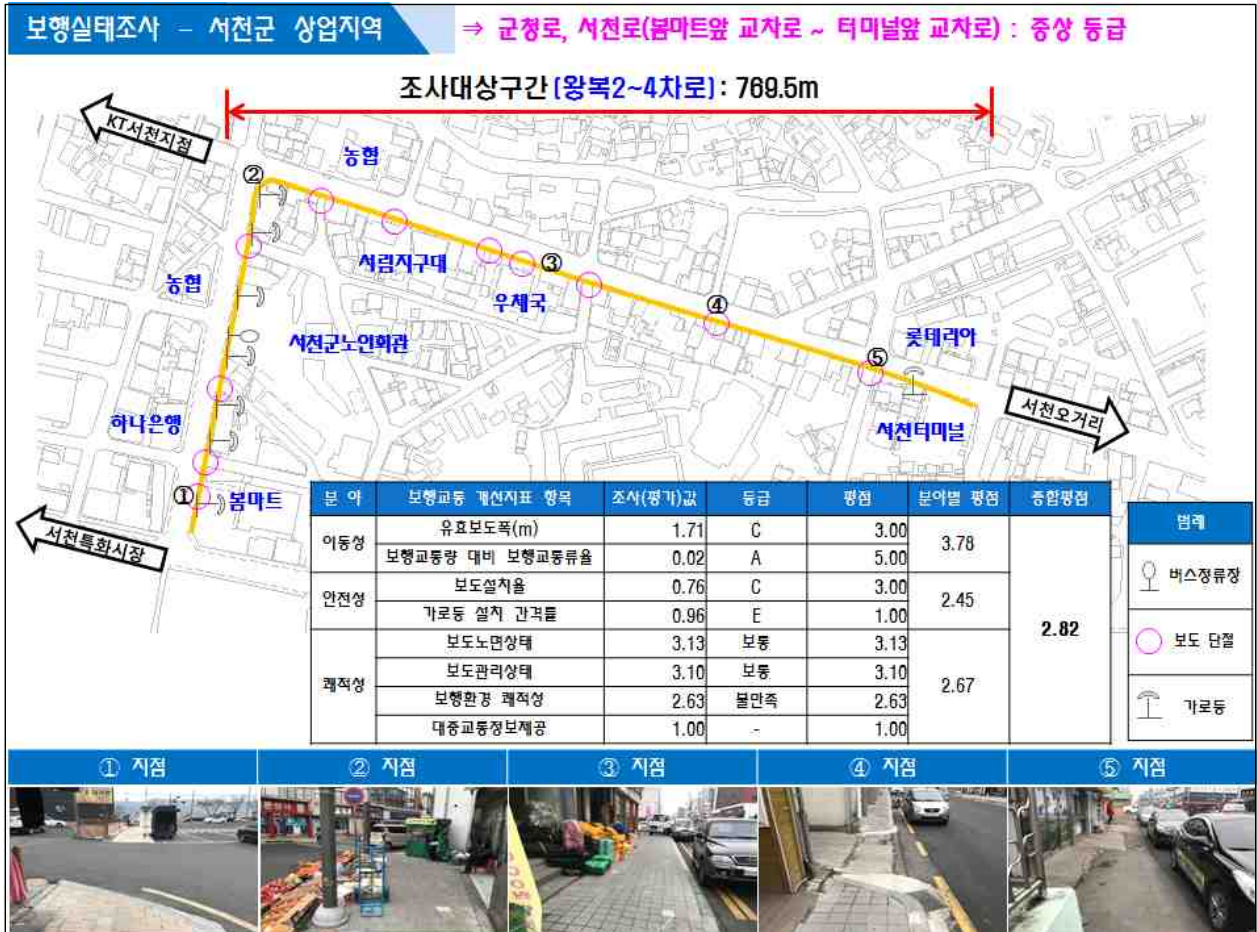 보행실태조사 - 서천군 상업지역
⇒ 군청로, 서천로(봄마트앞 교차로 ~ 터미널앞 교차로) : 중상 등급
조사대상구간 (왕복2~4차로) : 769.5m
KT서천지점
농협
②
서림지구대
③
우체국
④
농협
서천군노인회관
⑤
롯데리아
하나은행
서천오거리
서천터미널
①
봄마트
서천특화시장
분 야 보행교통 개선지표 항목 조사(평가)값 등급 평점 분야별 평점 종합평점
이동성 유효보도폭(m) 1.71 C 3.00 3.78 2.82
보행교통량 대비 보행교통류율 0.02 A 5.00
안전성 보도설치율 0.76 C 3.00 2.45
가로등 설치 간격률 0.96 E 1.00
쾌적성 보도노면상태 3.13 보통 3.13 2.67
보도관리상태 3.10 보통 3.10
보행환경 쾌적성 2.63 불만족 2.63
대중교통정보제공 1.00 - 1.00
범례
버스정류장
보도 단절
가로등
① 지점 ② 지점 ③ 지점 ④ 지점 ⑤ 지점